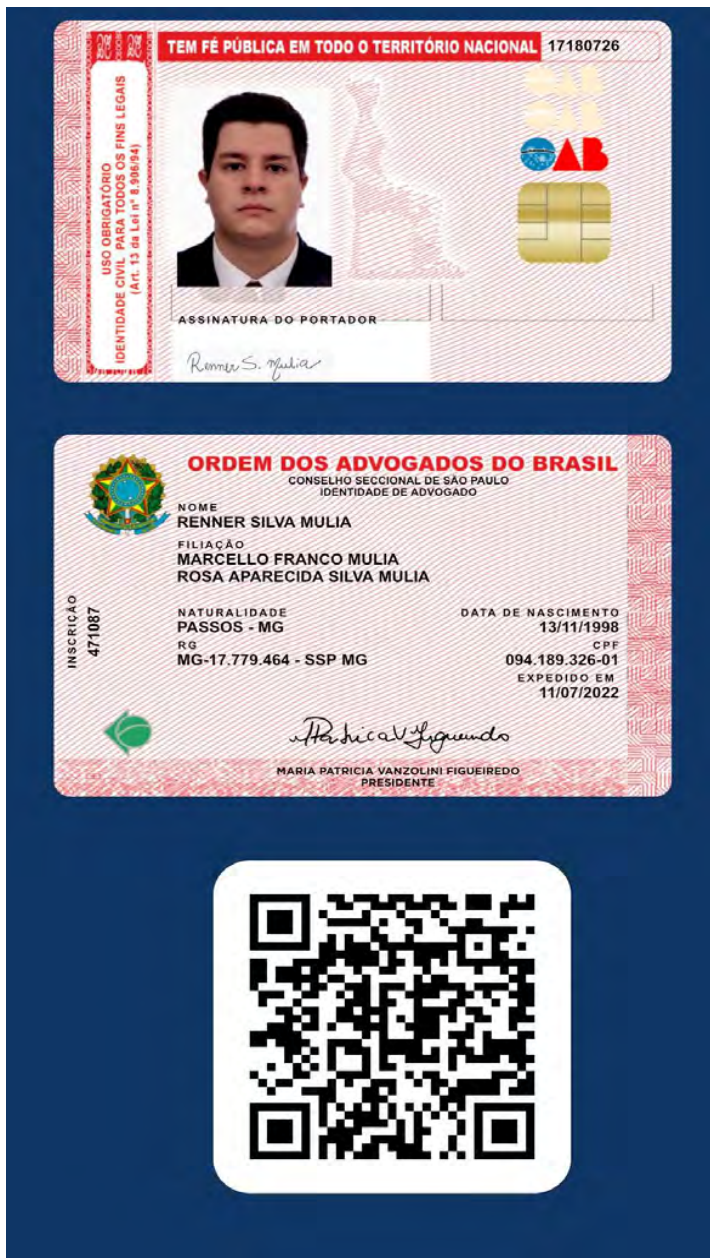 TEM FÉ PÚBLICA EM TODO O TERRITÓRIO NACIONAL 17180726
USO OBRIGATÓRIO
IDENTIDADE CIVIL PARA TODOS OS FINS LEGAIS
(Art. 13 da Lei nº 8.906/94)
OAB
ASSINATURA DO PORTADOR
Renner S. Mulia
ORDEM DOS ADVOGADOS DO BRASIL
CONSELHO SECCIONAL DE SÃO PAULO
IDENTIDADE DE ADVOGADO
NOME
RENNER SILVA MULIA
FILIAÇÃO
MARCELLO FRANCO MULIA
ROSA APARECIDA SILVA MULIA
INSCRIÇÃO
471087
NATURALIDADE
PASSOS - MG
DATA DE NASCIMENTO
13/11/1998
RG
MG-17.779.464 - SSP MG
CPF
094.189.326-01
EXPEDIDO EM
11/07/2022
MARIA PATRICIA VANZOLINI FIGUEIREDO
PRESIDENTE